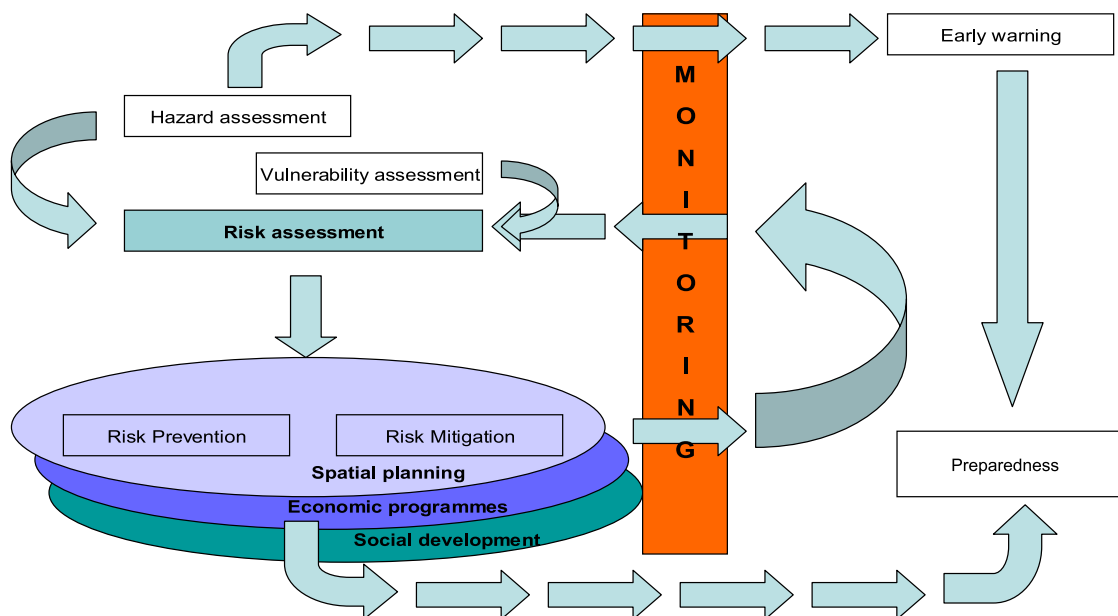 Early warning
Hazard assessment
Vulnerability assessment
Risk assessment
MONITORING
Risk Prevention
Risk Mitigation
Spatial planning
Economic programmes
Social development
Preparedness